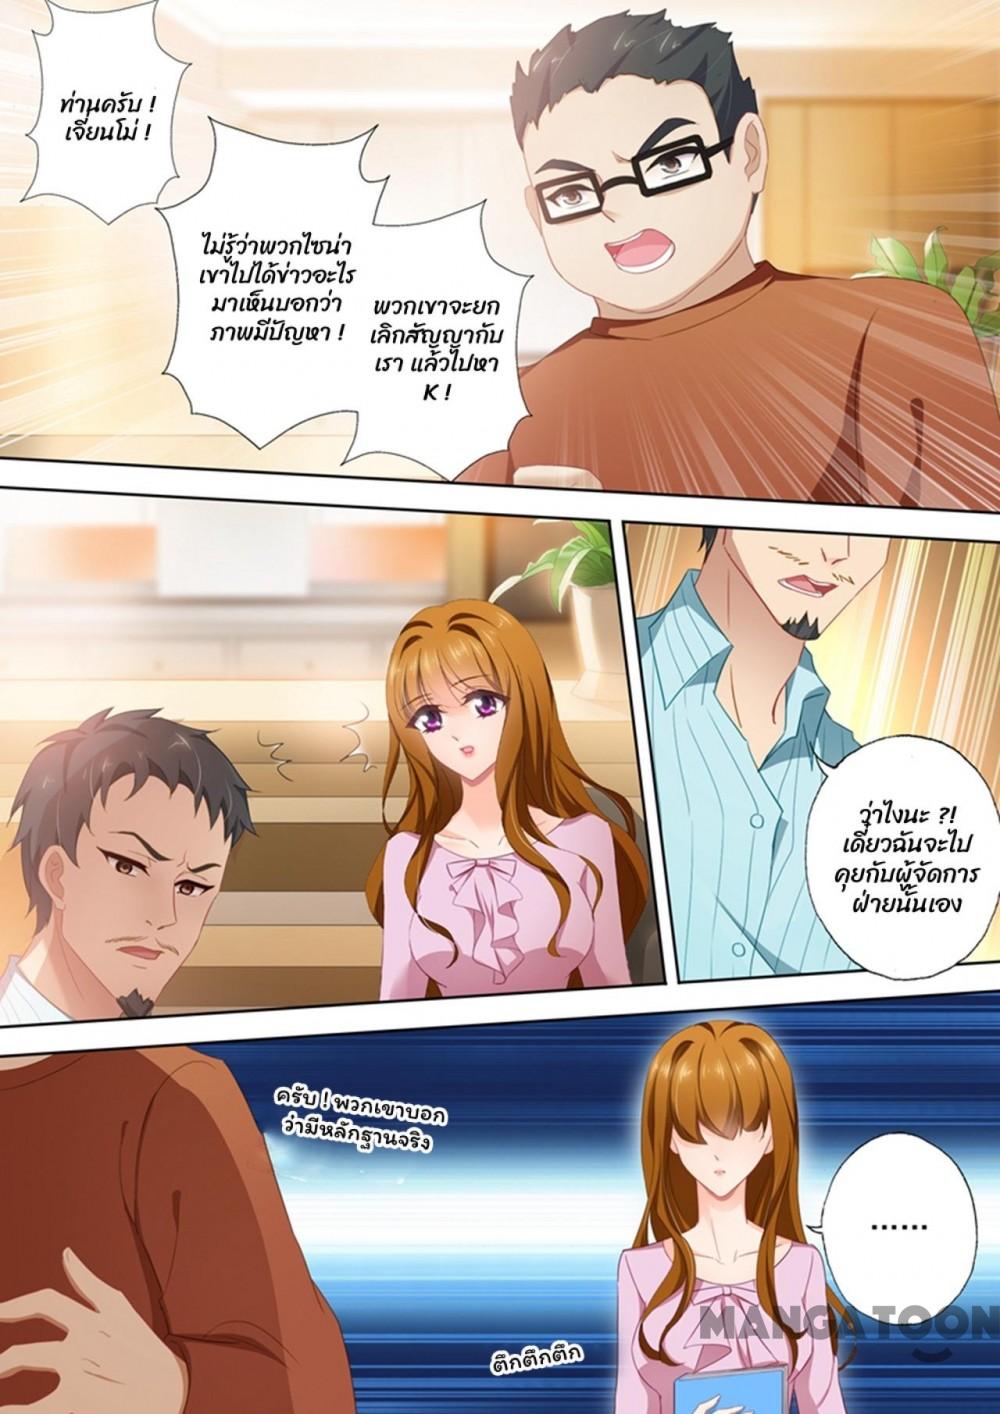 ท่านครับ !
เจี่ยนโม่ !
ไม่รู้ว่าพวกไซน่า
เขาไปได้ข่าวอะไร
มาเห็นบอกว่า
ภาพมีปัญหา !
พวกเขาจะยก
เลิกสัญญากับ
เรา แล้วไปหา
K !
ว่าไงนะ ?!
เดี๋ยวฉันจะไป
คุยกับผู้จัดการ
ฝ่ายนั้นเอง
ครับ ! พวกเขาบอก
ว่ามีหลักฐานจริง
......
ตึกตึกตึก
MANGATOON